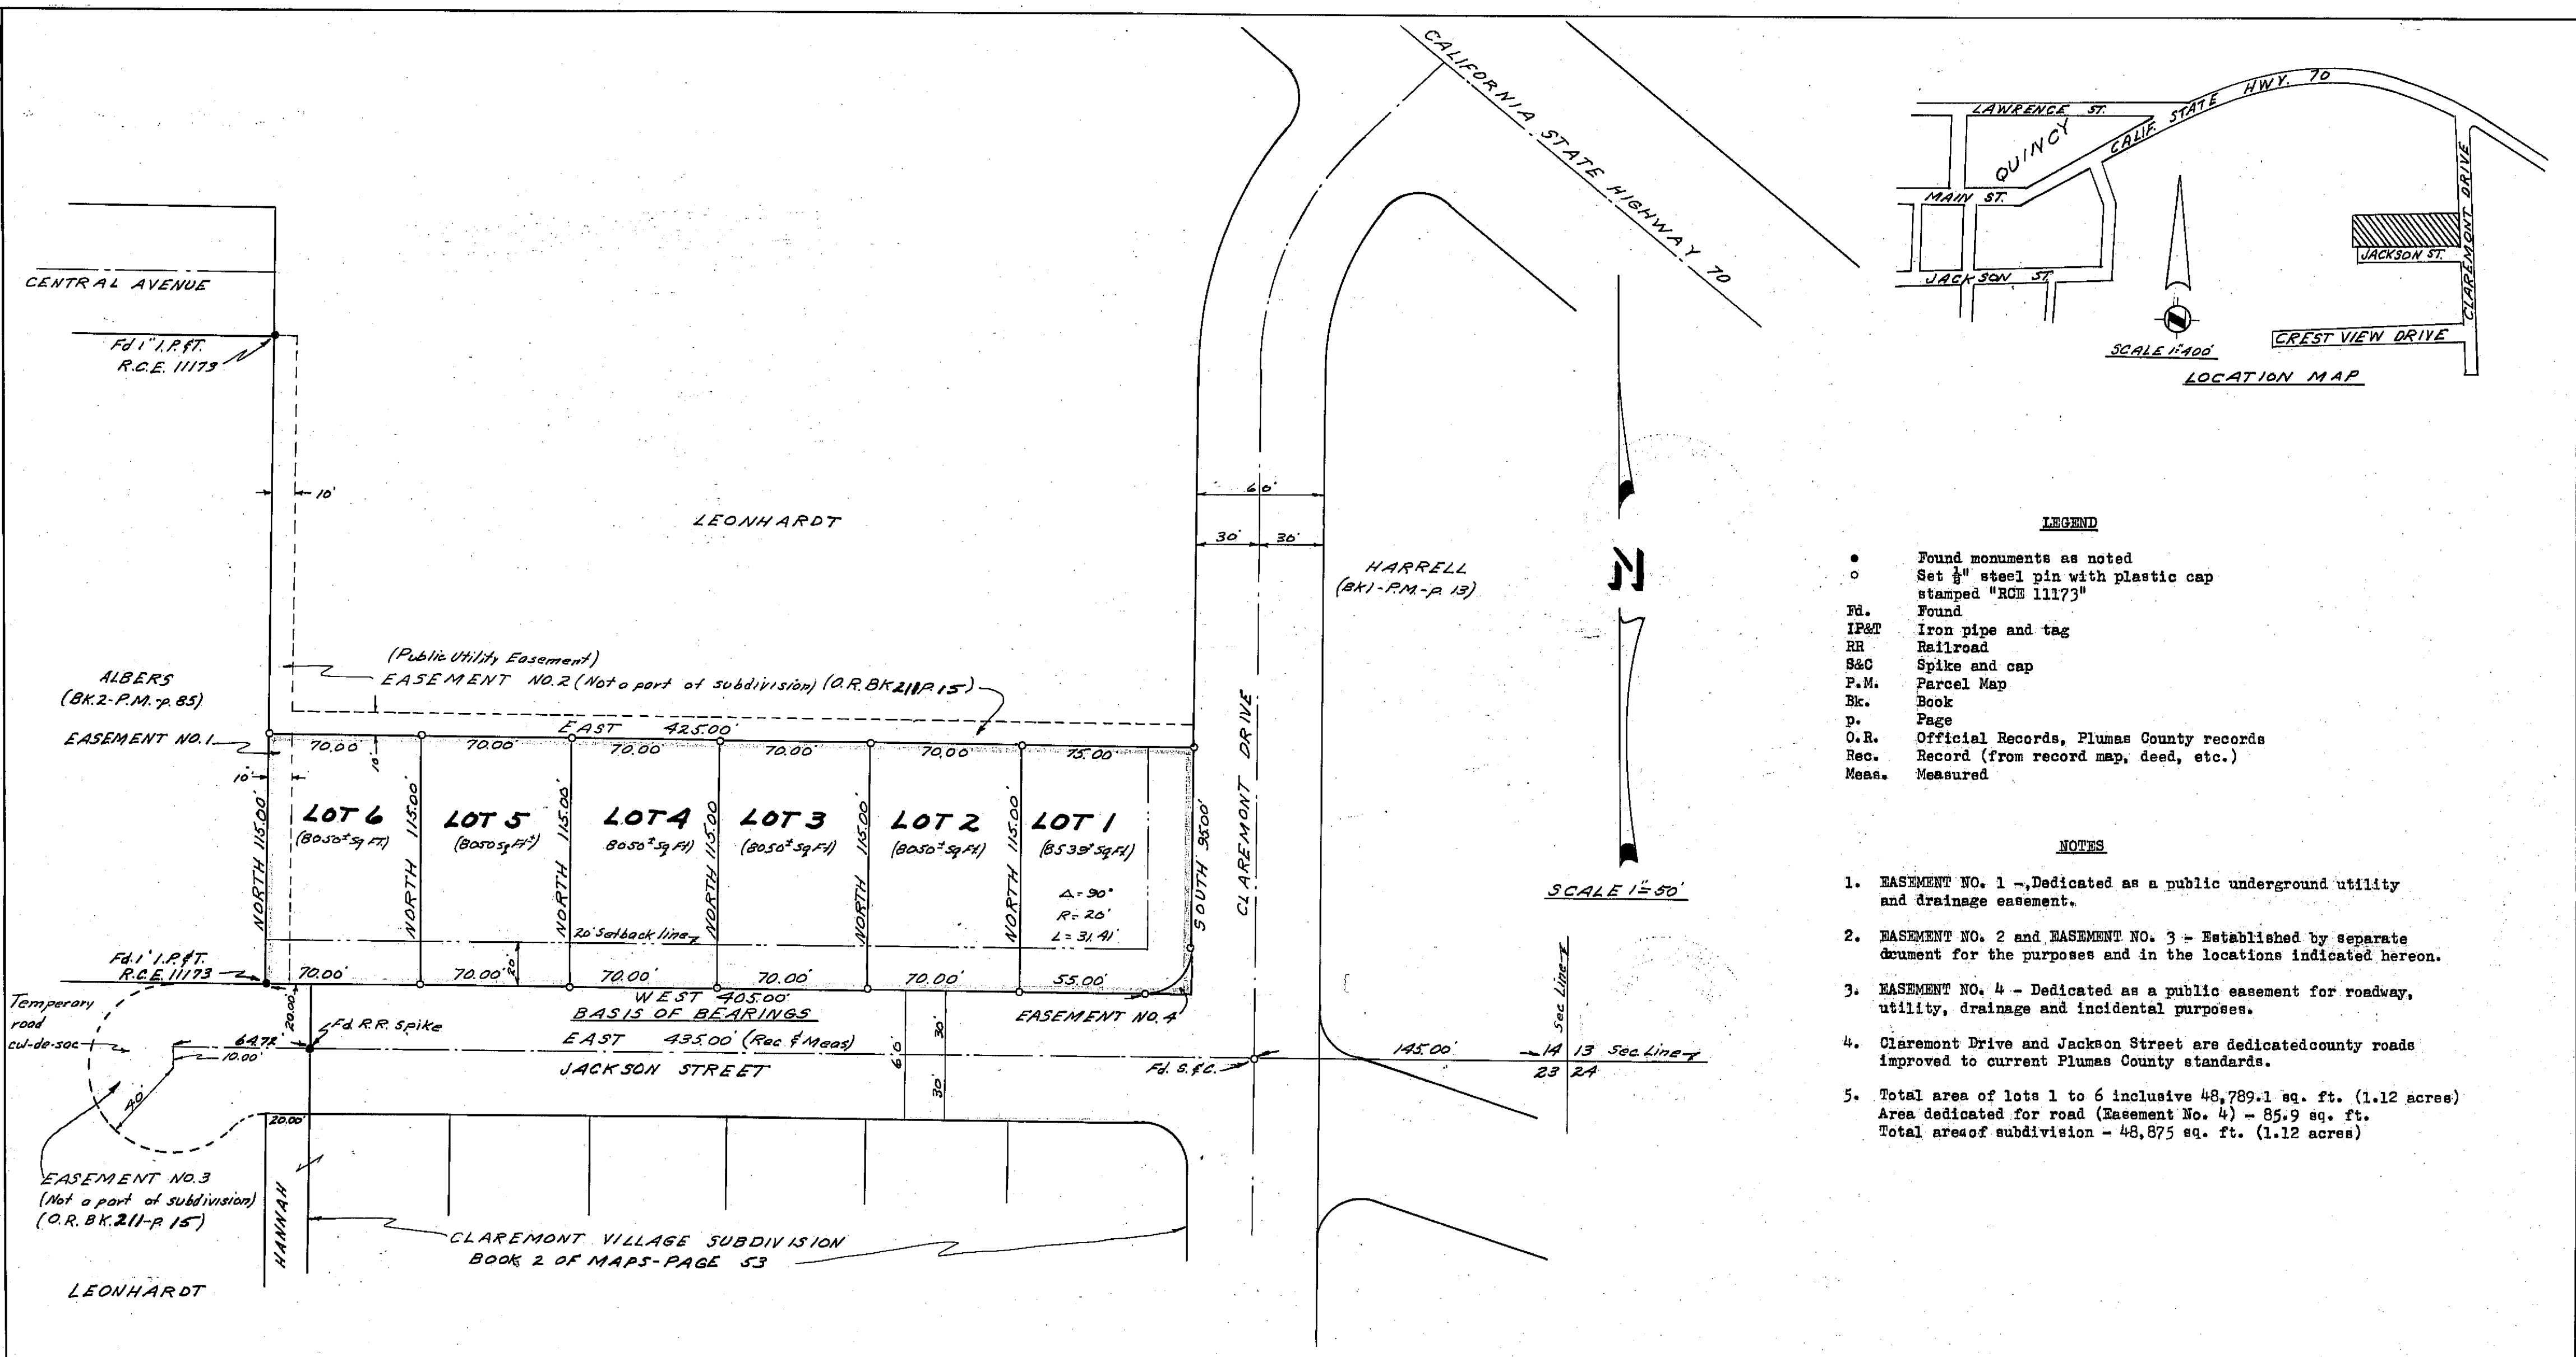 CALIFORNIA STATE HIGHWAY 70
LAWRENCE ST.
CALIF. STATE HWY. 70
QUINCY
MAIN ST.
JACKSON ST.
CLAREMONT DRIVE
JACKSON ST.
CREST VIEW DRIVE
SCALE 1"=400'
LOCATION MAP
CENTRAL AVENUE
Fd 1" I.P.&T.
R.C.E. 11173
10'
LEONHARDT
60'
30' 30'
HARRELL
(BK1-P.M.-p. 13)
N
SCALE 1"=50'
(Public Utility Easement)
EASEMENT NO.2 (Not a part of subdivision) (O.R. BK 211 P. 15)
ALBERS
(BK.2-P.M.-p. 85)
EASEMENT NO.1
EAST 425.00'
70.00' 70.00' 70.00' 70.00' 70.00' 75.00'
10'
10'
LOT 6
(8050± Sq FT)
LOT 5
(8050 Sq Ft±)
LOT 4
8050± Sq Ft)
LOT 3
(8050± Sq Ft)
LOT 2
(8050± Sq Ft)
LOT 1
(8539± Sq Ft)
Δ=90°
R=20'
L=31.41'
NORTH 115.00'
NORTH 115.00'
NORTH 115.00'
NORTH 115.00
NORTH 115.00'
NORTH 115.00'
SOUTH 95.00'
CLAREMONT DRIVE
20' Setback line
20'
Fd. 1" I.P.&T.
R.C.E. 11173
70.00' 70.00' 70.00' 70.00' 70.00' 55.00'
WEST 405.00'
BASIS OF BEARINGS
EAST 435.00' (Rec & Meas)
JACKSON STREET
EASEMENT NO.4
Temperary
road
cul-de-sac
20.00'
Fd R.R. Spike
64.72'
10.00'
40'
60'
30'
30'
Fd. S.&C.
145.00'
Sec Line
14 13 Sec. Line
23 24
20.00'
EASEMENT NO.3
(Not a part of subdivision)
(O.R. BK.211-P. 15)
HANNAH
CLAREMONT VILLAGE SUBDIVISION
BOOK 2 OF MAPS-PAGE 53
LEONHARDT
LEGEND
Found monuments as noted
Set ½" steel pin with plastic cap
stamped "RCE 11173"
Fd. Found
IP&T Iron pipe and tag
RR Railroad
S&C Spike and cap
P.M. Parcel Map
Bk. Book
p. Page
O.R. Official Records, Plumas County records
Rec. Record (from record map, deed, etc.)
Meas. Measured
NOTES
1. EASEMENT NO. 1 - Dedicated as a public underground utility
and drainage easement.
2. EASEMENT NO. 2 and EASEMENT NO. 3 - Established by separate
dcument for the purposes and in the locations indicated hereon.
3. EASEMENT NO. 4 - Dedicated as a public easement for roadway,
utility, drainage and incidental purposes.
4. Claremont Drive and Jackson Street are dedicatedcounty roads
improved to current Plumas County standards.
5. Total area of lots 1 to 6 inclusive 48,789.1 sq. ft. (1.12 acres)
Area dedicated for road (Easement No. 4) - 85.9 sq. ft.
Total areaof subdivision - 48,875 sq. ft. (1.12 acres)